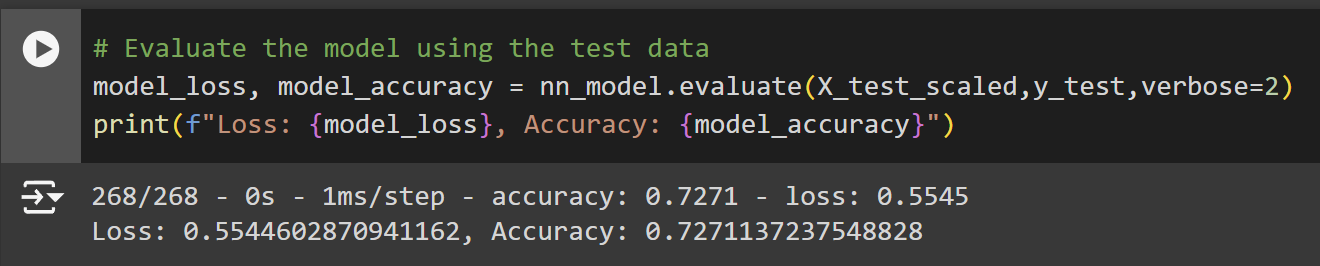 # Evaluate the model using the test data
model_loss, model_accuracy = nn_model.evaluate(X_test_scaled,y_test,verbose=2)
print(f"Loss: {model_loss}, Accuracy: {model_accuracy}")
268/268 - 0s - 1ms/step - accuracy: 0.7271 - loss: 0.5545
Loss: 0.5544602870941162, Accuracy: 0.7271137237548828